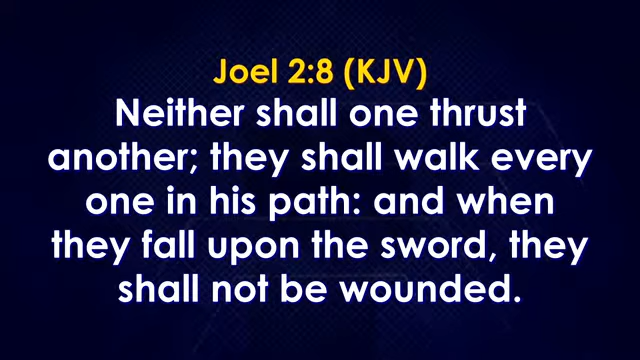 Joel 2:8 (KJV)
Neither shall one thrust
another; they shall walk every
one in his path: and when
they fall upon the sword, they
shall not be wounded.